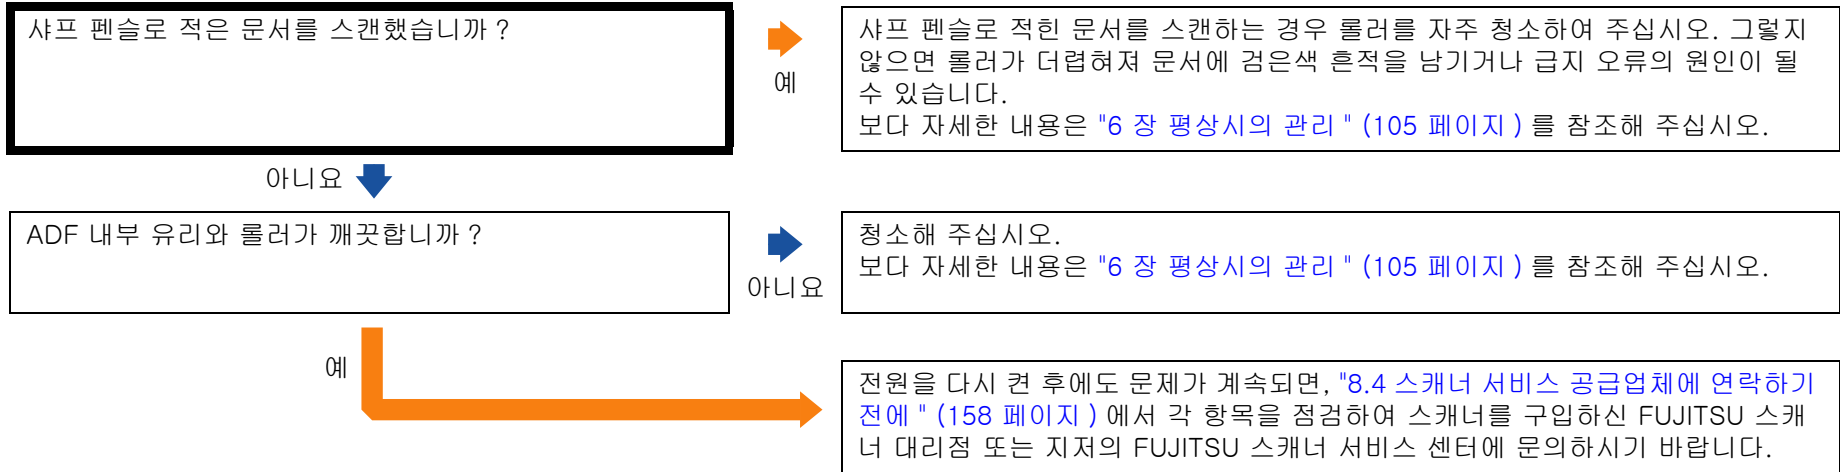 샤프 펜슬로 적은 문서를 스캔했습니까 ?
예
샤프 펜슬로 적힌 문서를 스캔하는 경우 롤러를 자주 청소하여 주십시오. 그렇지
않으면 롤러가 더렵혀져 문서에 검은색 흔적을 남기거나 급지 오류의 원인이 될
수 있습니다.
보다 자세한 내용은 "6 장 평상시의 관리 " (105 페이지 ) 를 참조해 주십시오.
아니요
ADF 내부 유리와 롤러가 깨끗합니까 ?
아니요
청소해 주십시오.
보다 자세한 내용은 "6 장 평상시의 관리 " (105 페이지 ) 를 참조해 주십시오.
예
전원을 다시 켠 후에도 문제가 계속되면, "8.4 스캐너 서비스 공급업체에 연락하기
전에 " (158 페이지 ) 에서 각 항목을 점검하여 스캐너를 구입하신 FUJITSU 스캐
너 대리점 또는 지저의 FUJITSU 스캐너 서비스 센터에 문의하시기 바랍니다.